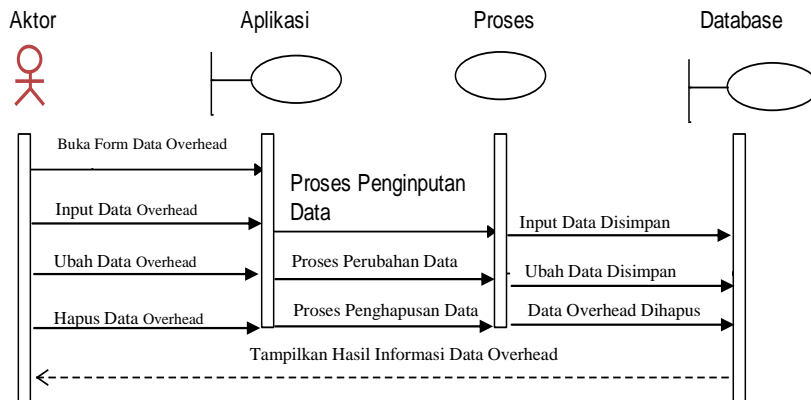 Aktor
Aplikasi
Proses
Database
Buka Form Data Overhead
Proses Penginputan
Data
Input Data Overhead
Input Data Disimpan
Ubah Data Overhead
Proses Perubahan Data
Ubah Data Disimpan
Hapus Data Overhead
Proses Penghapusan Data
Data Overhead Dihapus
Tampilkan Hasil Informasi Data Overhead